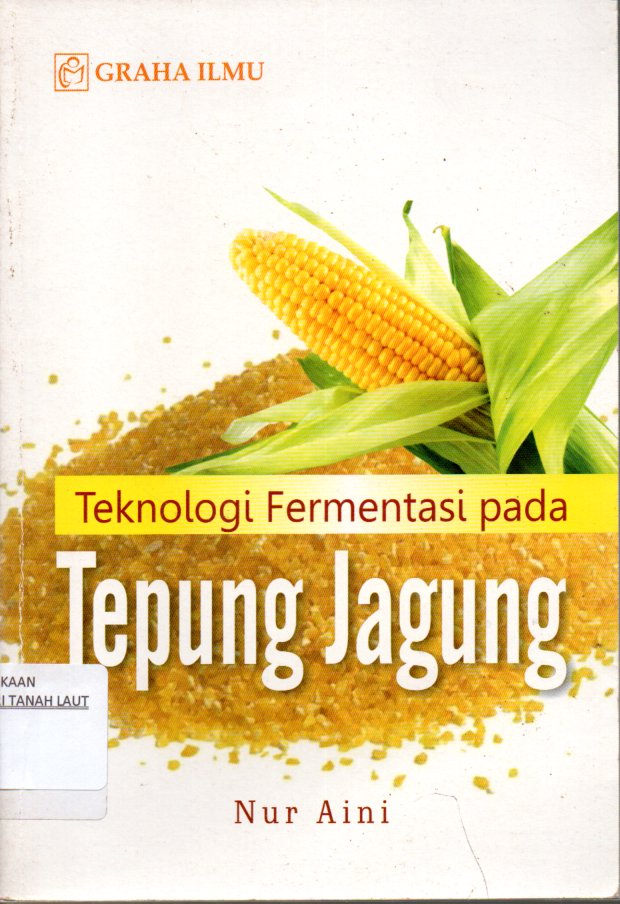 GRAHA ILMU
Teknologi Fermentasi pada
Tepung Jagung
KAAN
I TANAH LAUT
Nur Aini